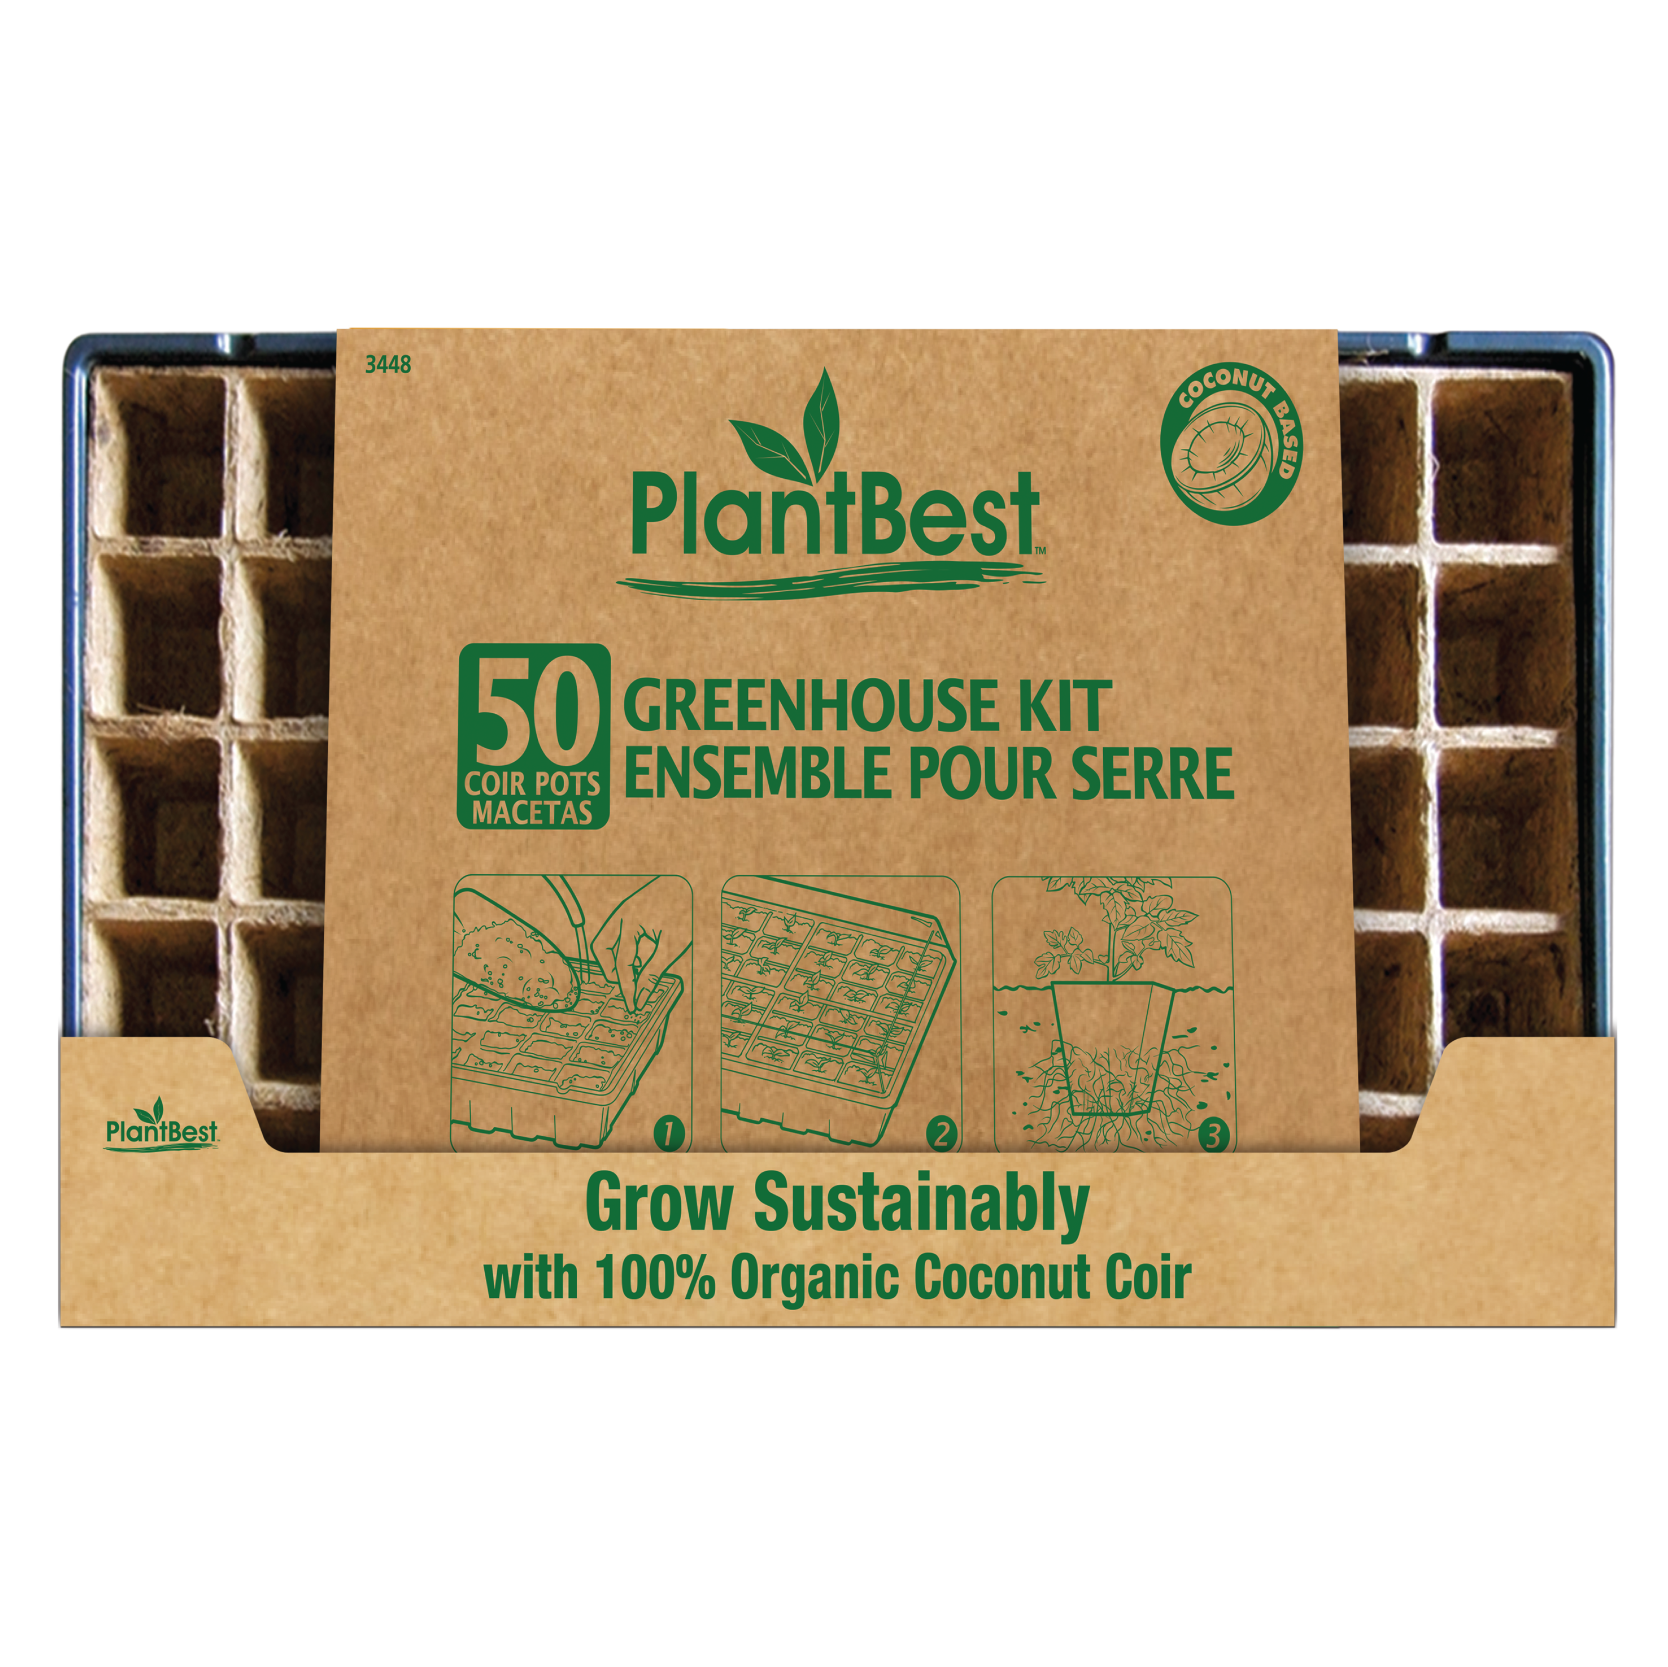 3448
COCONUT BASED
PlantBest™
50
COIR POTS
MACETAS
GREENHOUSE KIT
ENSEMBLE POUR SERRE
1
2
3
PlantBest
Grow Sustainably
with 100% Organic Coconut Coir